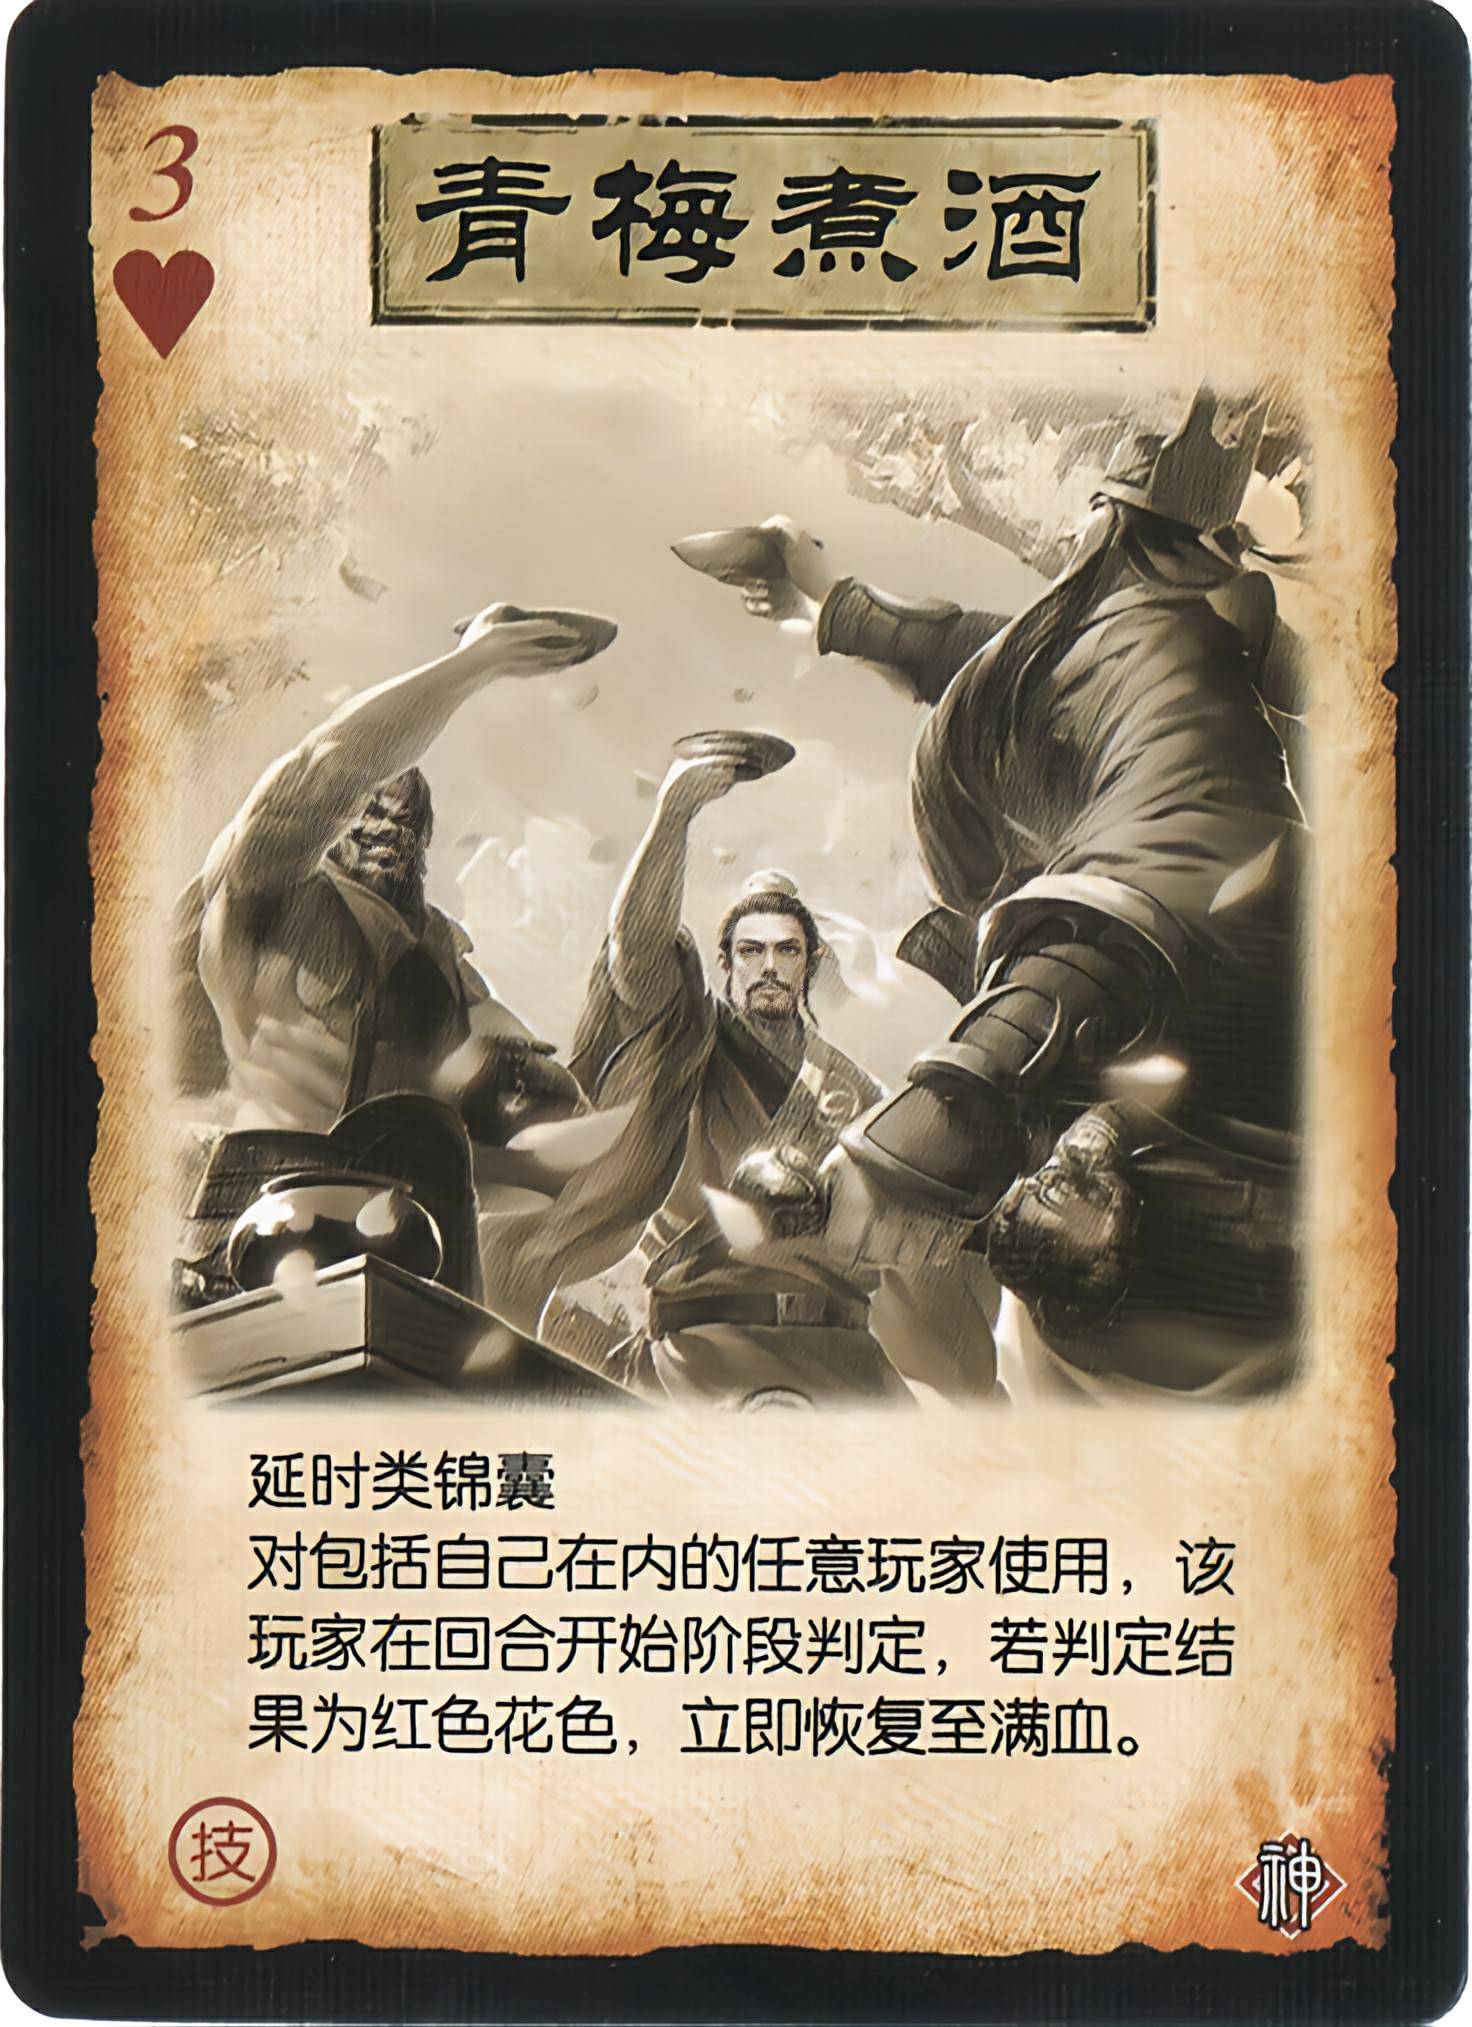 3
青梅煮酒
延时类锦囊
对包括自己在内的任意玩家使用，该
玩家在回合开始阶段判定，若判定结
果为红色花色，立即恢复至满血。
技
神